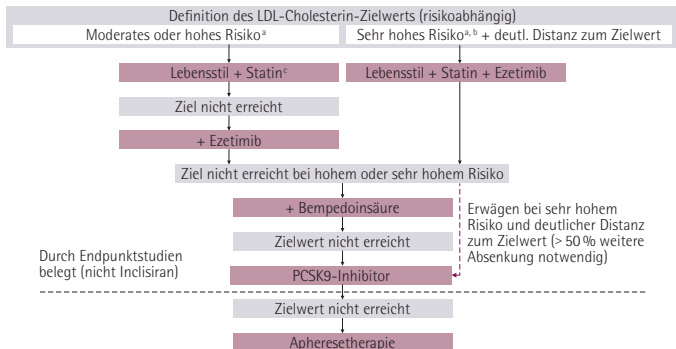 Definition des LDL-Cholesterin-Zielwerts (risikoabhängig)
Moderates oder hohes Risikoᵃ
Sehr hohes Risikoᵃ, ᵇ + deutl. Distanz zum Zielwert
Lebensstil + Statinᶜ
Lebensstil + Statin + Ezetimib
Ziel nicht erreicht
+ Ezetimib
Ziel nicht erreicht bei hohem oder sehr hohem Risiko
+ Bempedoinsäure
Erwägen bei sehr hohem
Risiko und deutlicher Distanz
zum Zielwert (> 50 % weitere
Absenkung notwendig)
Zielwert nicht erreicht
Durch Endpunktstudien
belegt (nicht Inclisiran)
PCSK9-Inhibitor
Zielwert nicht erreicht
Apheresetherapie